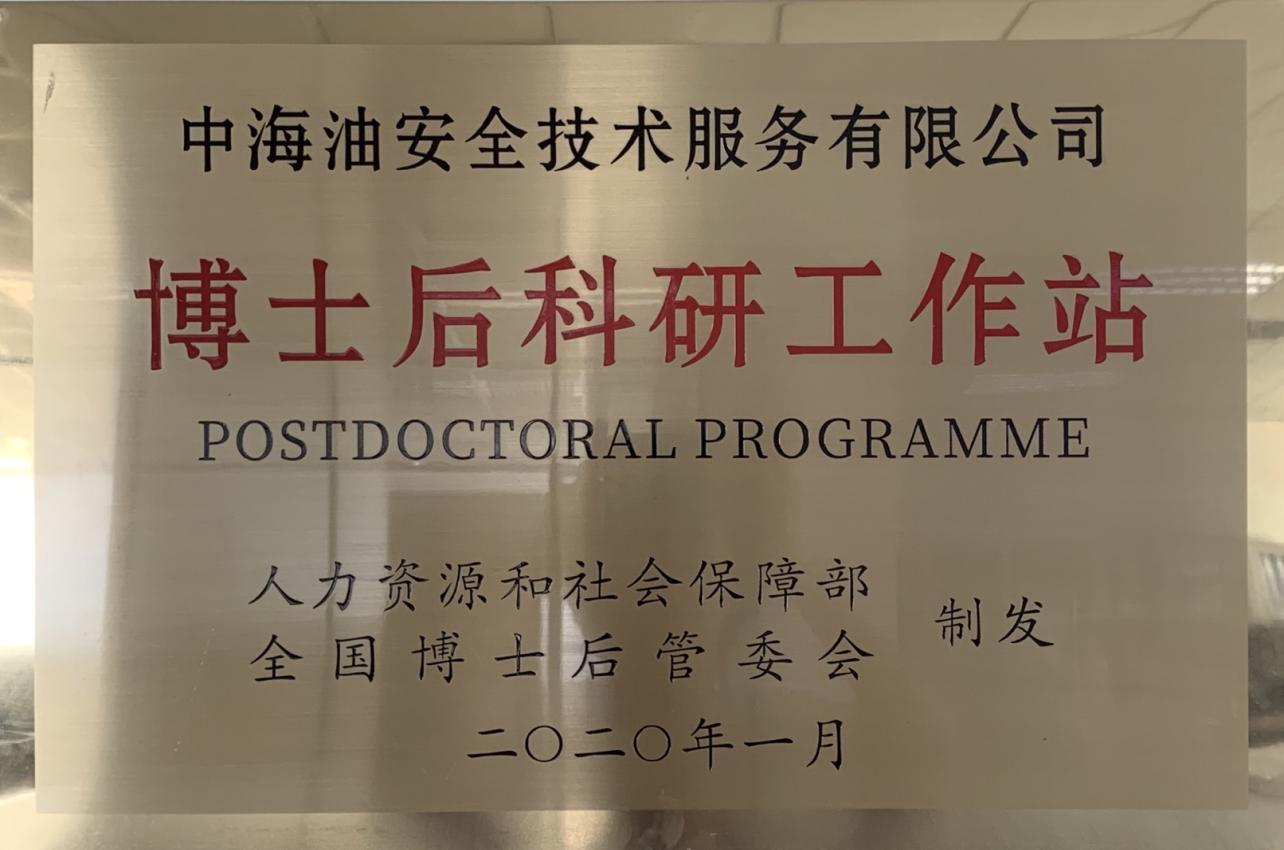 中海油安全技术服务有限公司
博士后科研工作站
POSTDOCTORAL PROGRAMME
人力资源和社会保障部
全国博士后管委会
制发
二〇二〇年一月